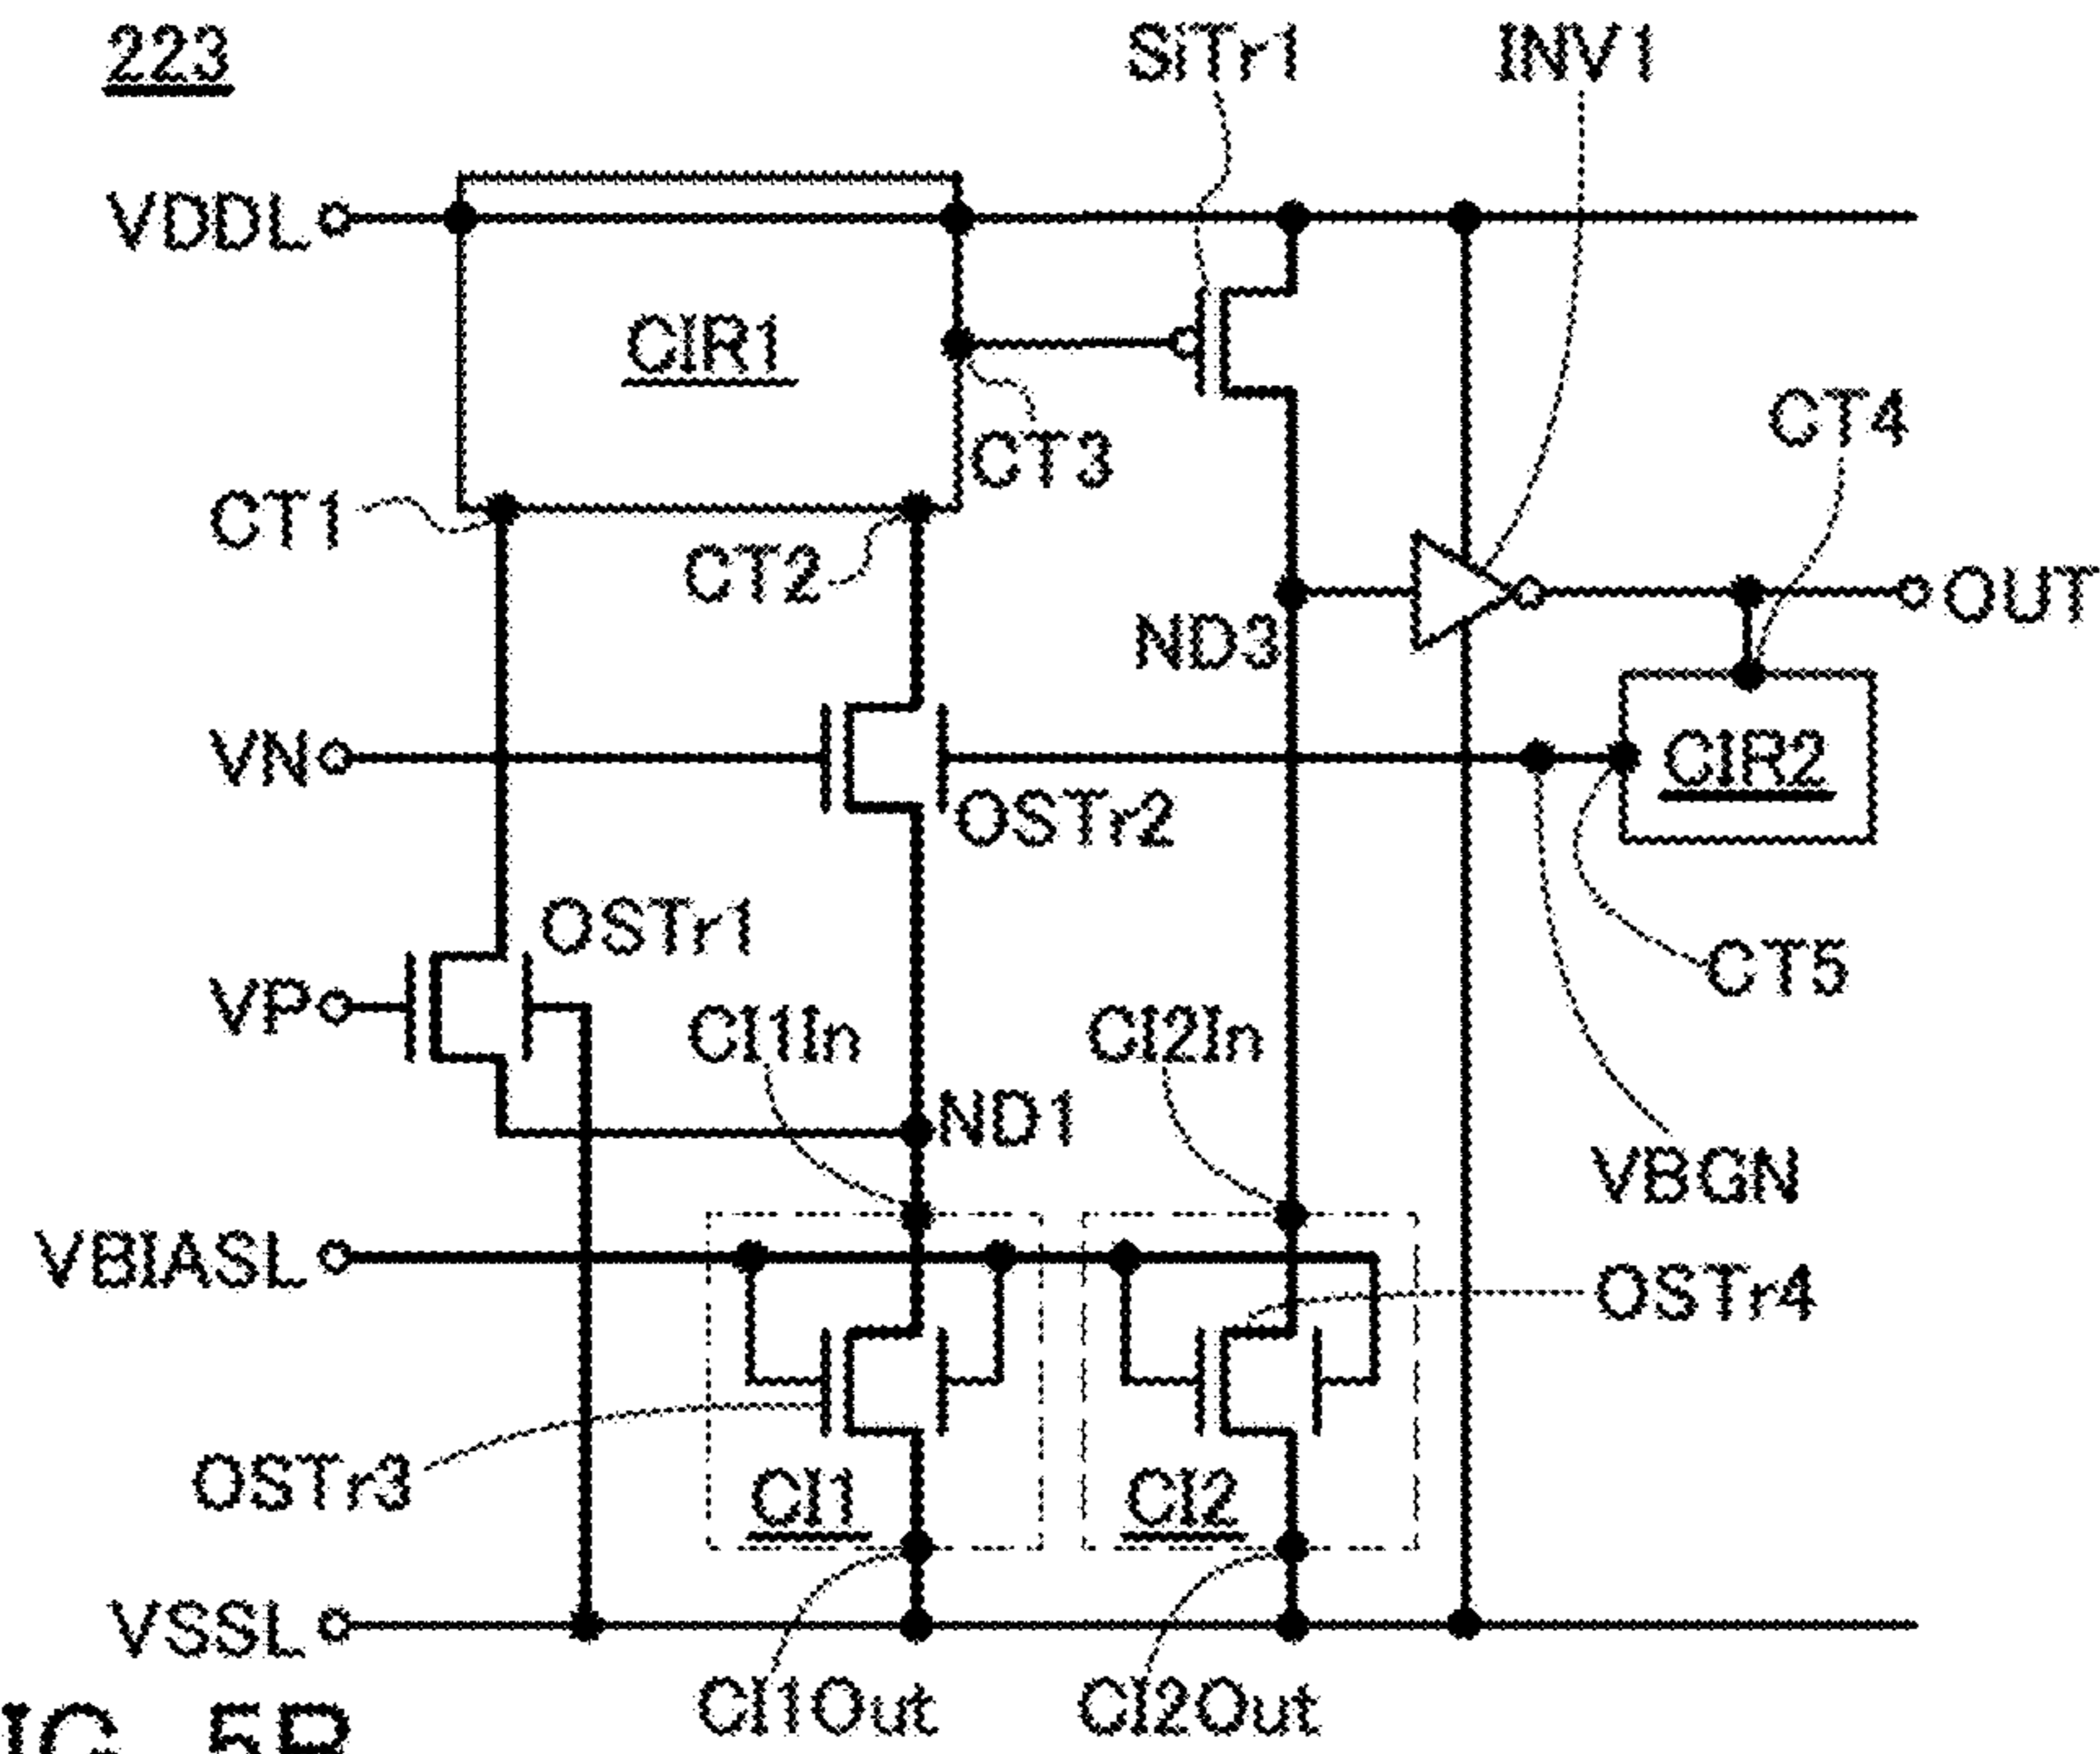 223
SiTr1
INV1
VDDL
CIR1
CT4
CT3
CT1
CT2
OUT
ND3
VN
CIR2
OSTr2
OSTr1
CT5
VP
CI1In
CI2In
ND1
VBGN
VBIASL
OSTr4
OSTr3
CI1
CI2
VSSL
CI1Out
CI2Out